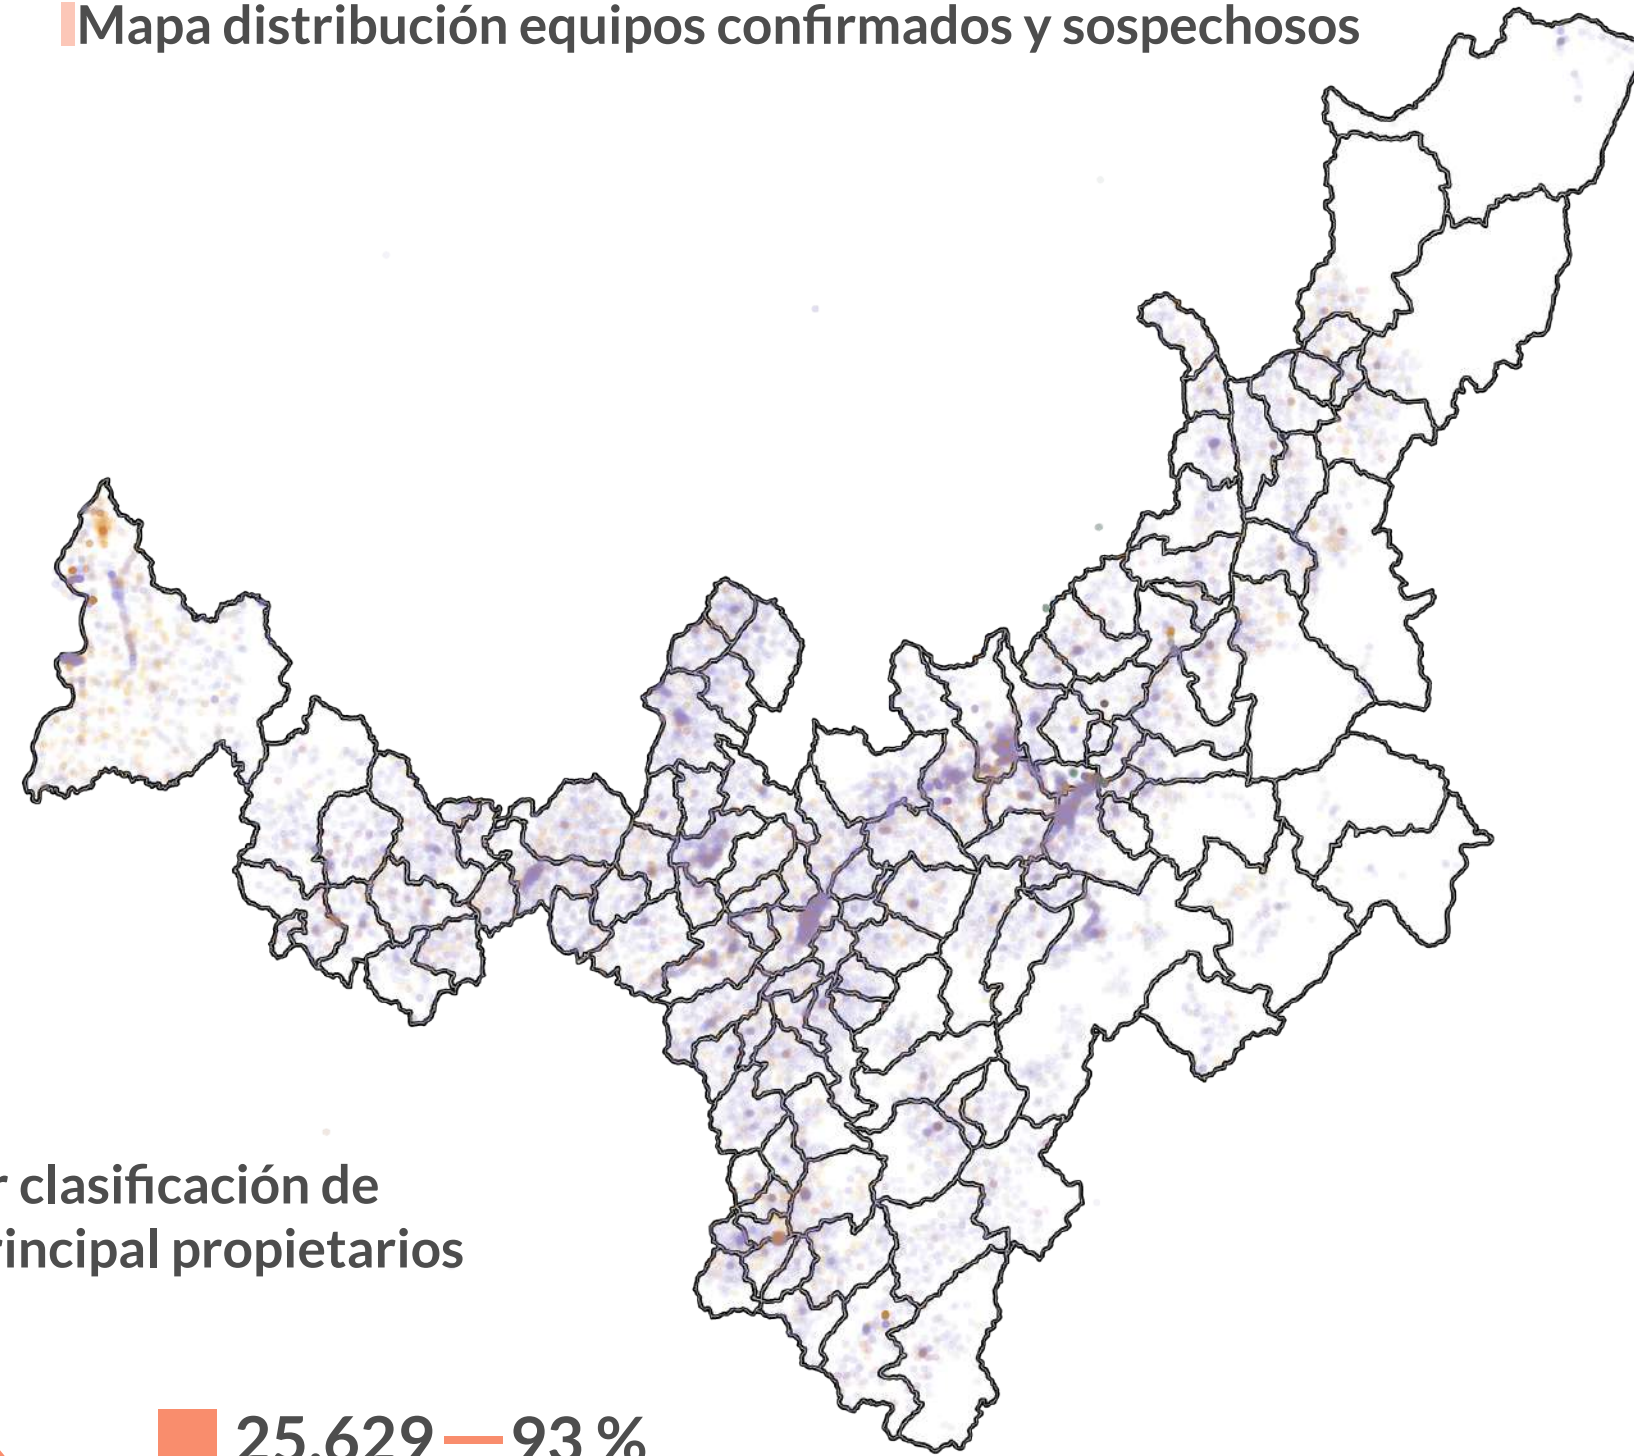 Mapa distribución equipos confirmados y sospechosos
r clasificación de
rincipal propietarios
25.629 — 93 %